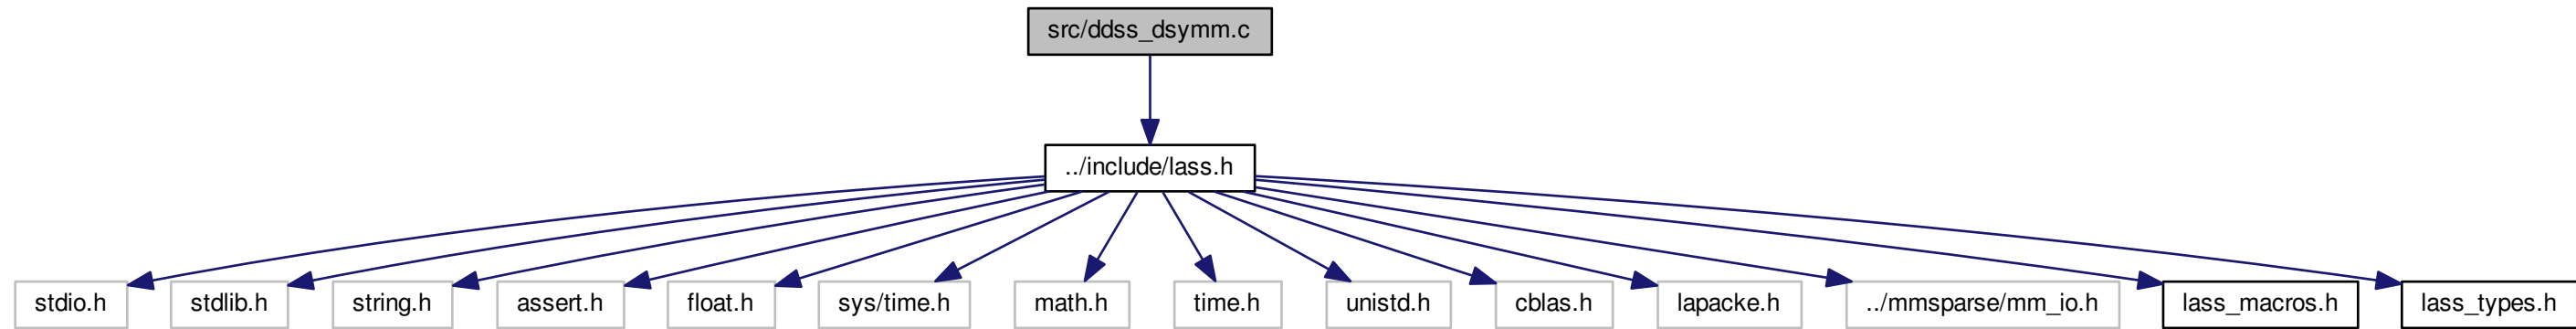 src/ddss_dsymm.c
../include/lass.h
stdio.h
stdlib.h
string.h
assert.h
float.h
sys/time.h
math.h
time.h
unistd.h
cblas.h
lapacke.h
../mmsparse/mm_io.h
lass_macros.h
lass_types.h